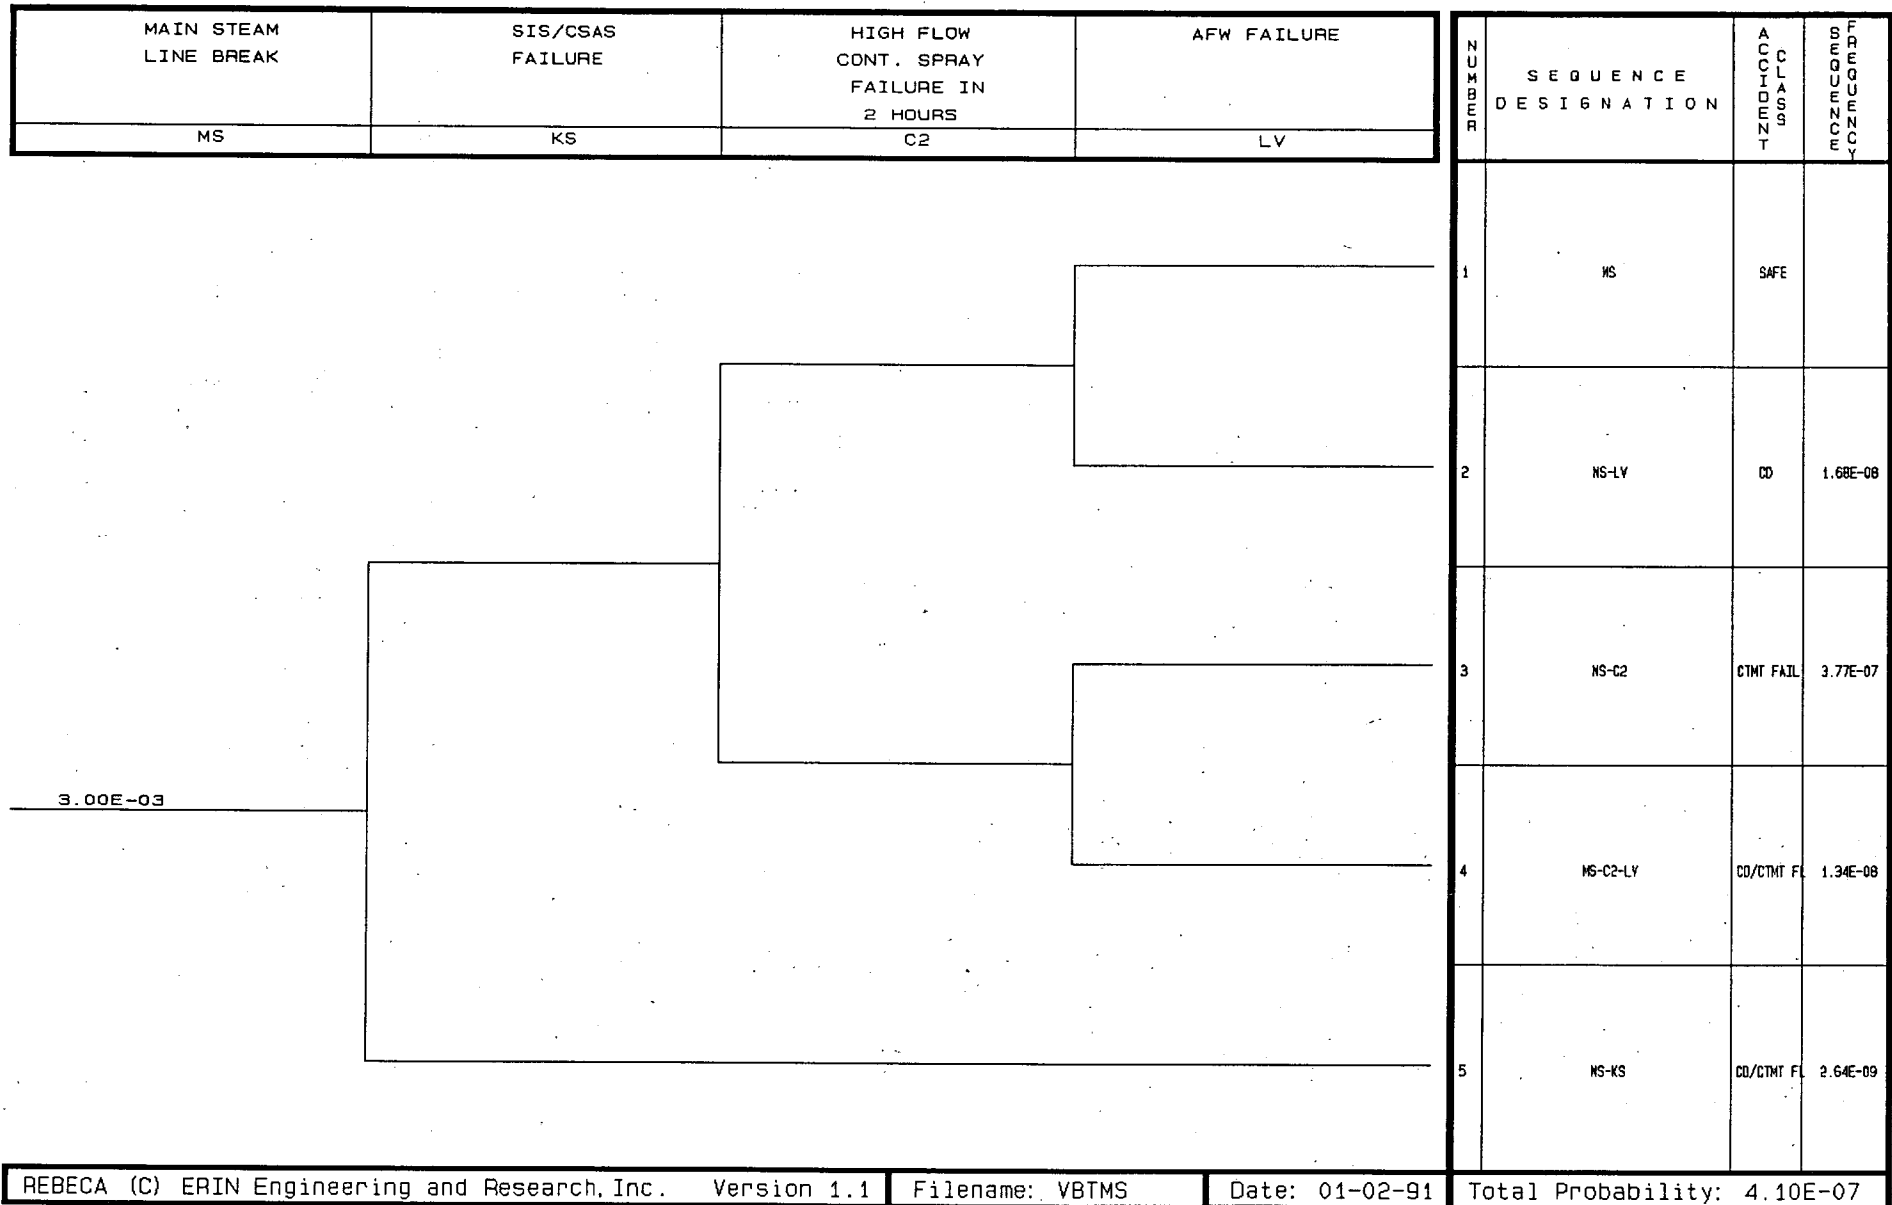 MAIN STEAM
LINE BREAK
SIS/CSAS
FAILURE
HIGH FLOW
CONT. SPRAY
FAILURE IN
2 HOURS
AFW FAILURE
MS
KS
C2
LV
NUMBER
SEQUENCE
DESIGNATION
ACCIDENT
CLASS
SEQUENCE
FREQUENCY
3.00E-03
1 MS SAFE
2 MS-LV CD 1.68E-08
3 MS-C2 CTMT FAIL 3.77E-07
4 MS-C2-LV CD/CTMT FL 1.34E-08
5 MS-KS CD/CTMT FL 2.64E-09
REBECA (C) ERIN Engineering and Research, Inc. Version 1.1 Filename: VBTMS Date: 01-02-91 Total Probability: 4.10E-07